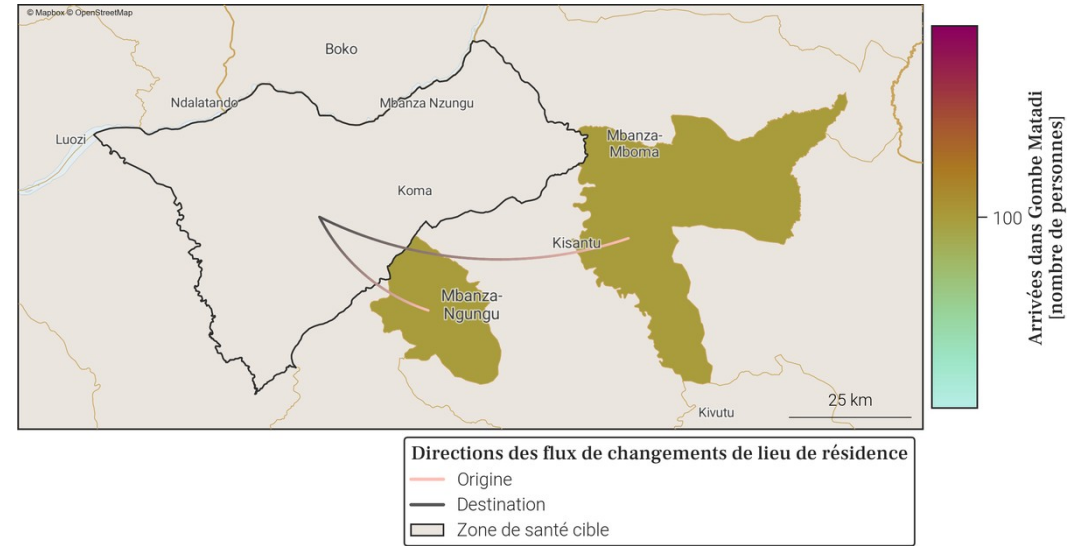 © Mapbox © OpenStreetMap
Boko
Ndalatando
Mbanza Nzungu
Luozi
Mbanza-
Mboma
Koma
Kisantu
Mbanza-
Ngungu
25 km
Kivutu
100
Arrivées dans Gombe Matadi
[nombre de personnes]
Directions des flux de changements de lieu de résidence
Origine
Destination
Zone de santé cible